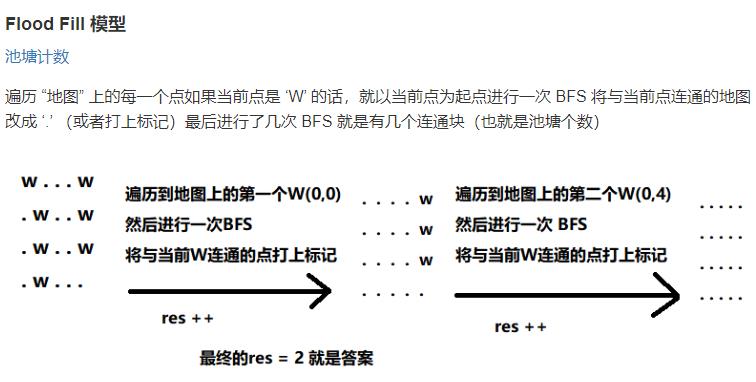 Flood Fill 模型
池塘计数
遍历 “地图” 上的每一个点如果当前点是 ‘W’ 的话，就以当前点为起点进行一次 BFS 将与当前点连通的地图
改成 ‘.’ （或者打上标记）最后进行了几次 BFS 就是有几个连通块（也就是池塘个数）
w . . . w
. w . . w
. w . . w
. w . . .
遍历到地图上的第一个W(0,0)
然后进行一次BFS
将与当前W连通的点打上标记
res ++
. . . . w
. . . . w
. . . . w
. . . . .
遍历到地图上的第二个W(0,4)
然后进行一次 BFS
将与当前W连通的点打上标记
res ++
. . . . .
. . . . .
. . . . .
. . . . .
最终的res = 2 就是答案